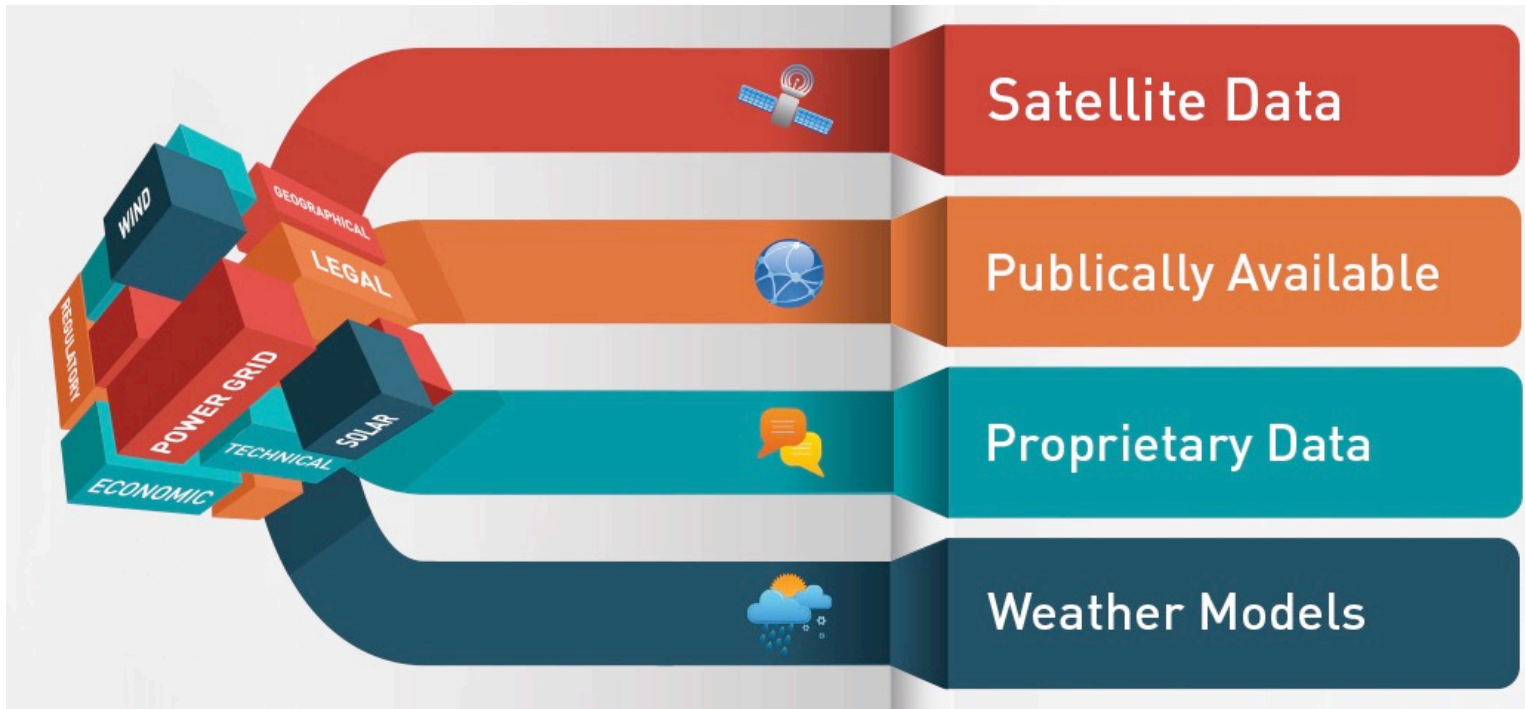 WIND
GEOGRAPHICAL
LEGAL
REGULATORY
POWER GRID
SOLAR
TECHNICAL
ECONOMIC
Satellite Data
Publically Available
Proprietary Data
Weather Models